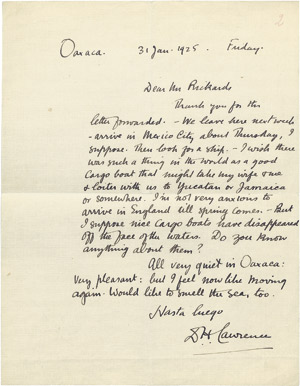 Oaxaca. 31 Jan. 1925. Friday.
Dear Mr Rickards
Thank you for the
letter forwarded. - We leave here next week
- arrive in Mexico City about Thursday, I
suppose. Then look for a ship. - I wish there
was such a thing in the world as a good
Cargo boat that might take my wife & me
& loiter with us to Yucatan or Jamaica
or somewhere. I'm not very anxious to
arrive in England till spring comes. - But
I suppose nice Cargo boats have disappeared
off the face of the waters. Do you know
anything about them?
All very quiet in Oaxaca:
Very pleasant: but I feel now like moving
again. Would like to smell the sea, too.
Hasta luego
D H Lawrence